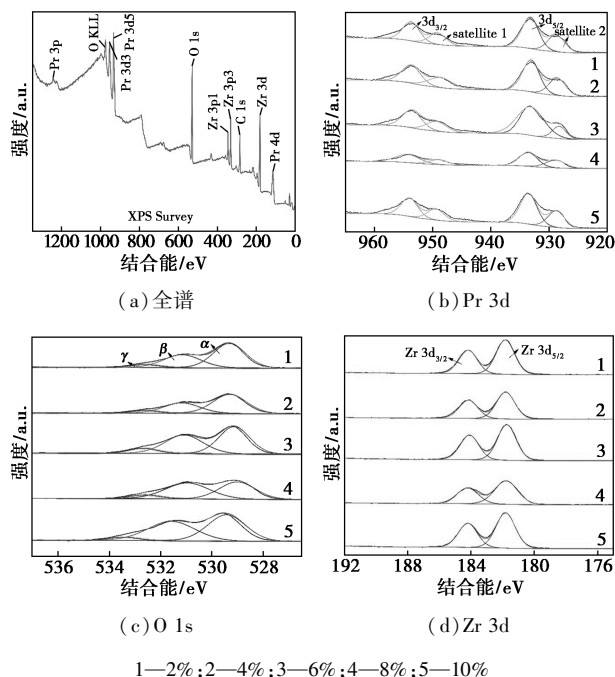 Pr 3p
O KLL
Pr 3d3
Pr 3d5
O 1s
Zr 3p1
Zr 3p3
C 1s
Zr 3d
Pr 4d
XPS Survey
强度/a.u.
1200 1000 800 600 400 200 0
结合能/eV
(a)全谱
3d3/2
satellite 1
3d5/2
satellite 2
1
2
3
4
5
强度/a.u.
960 950 940 930 920
结合能/eV
(b)Pr 3d
γ
β
α
1
2
3
4
5
强度/a.u.
536 534 532 530 528
结合能/eV
(c)O 1s
Zr 3d3/2
Zr 3d5/2
1
2
3
4
5
强度/a.u.
192 188 184 180 175
结合能/eV
(d)Zr 3d
1—2%;2—4%;3—6%;4—8%;5—10%